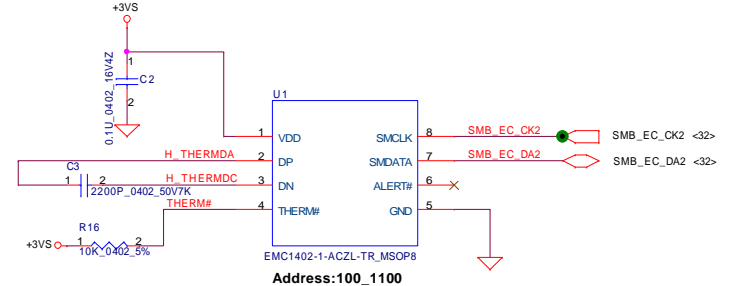 +3VS
1
C2
2
0.1U_0402_16V4Z
U1
1 VDD SMCLK 8 SMB_EC_CK2 SMB_EC_CK2 <32>
H_THERMDA 2 DP SMDATA 7 SMB_EC_DA2 SMB_EC_DA2 <32>
C3
1 2 H_THERMDC 3 DN ALERT# 6
2200P_0402_50V7K
THERM# 4 THERM# GND 5
R16
+3VS 1 2
10K_0402_5%
EMC1402-1-ACZL-TR_MSOP8
Address:100_1100